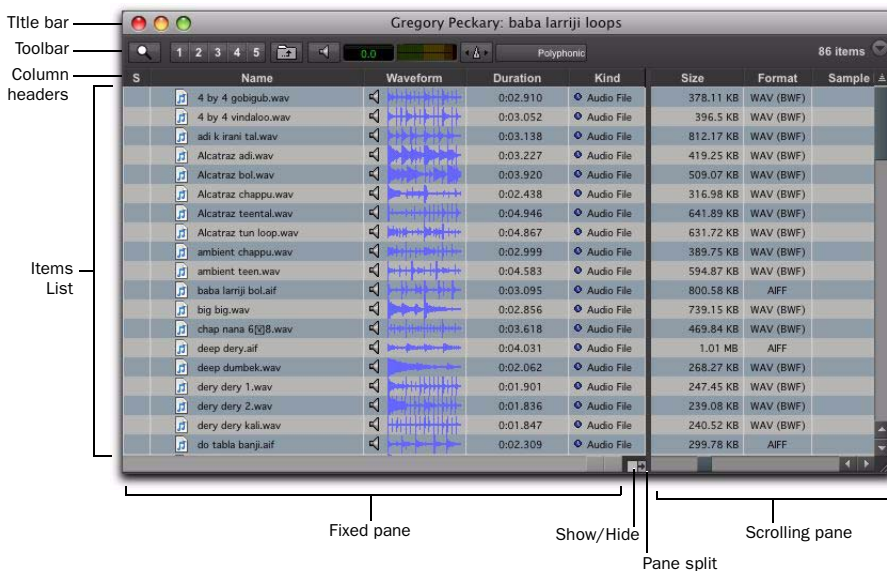 TItle bar
Gregory Peckary: baba larriji loops
Toolbar
1 2 3 4 5
0.0
Polyphonic
86 items
Column
headers
S Name Waveform Duration Kind Size Format Sample
4 by 4 gobigub.wav 0:02.910 Audio File 378.11 KB WAV (BWF)
4 by 4 vindaloo.wav 0:03.052 Audio File 396.5 KB WAV (BWF)
adi k irani tal.wav 0:03.138 Audio File 812.17 KB WAV (BWF)
Alcatraz adi.wav 0:03.227 Audio File 419.25 KB WAV (BWF)
Alcatraz bol.wav 0:03.920 Audio File 509.07 KB WAV (BWF)
Alcatraz chappu.wav 0:02.438 Audio File 316.98 KB WAV (BWF)
Alcatraz teental.wav 0:04.946 Audio File 641.89 KB WAV (BWF)
Alcatraz tun loop.wav 0:04.867 Audio File 631.72 KB WAV (BWF)
ambient chappu.wav 0:02.999 Audio File 389.75 KB WAV (BWF)
Items
List
ambient teen.wav 0:04.583 Audio File 594.87 KB WAV (BWF)
baba larriji bol.aif 0:03.095 Audio File 800.58 KB AIFF
big big.wav 0:02.856 Audio File 739.15 KB WAV (BWF)
chap nana 6☒8.wav 0:03.618 Audio File 469.84 KB WAV (BWF)
deep dery.aif 0:04.031 Audio File 1.01 MB AIFF
deep dumbek.wav 0:02.062 Audio File 268.27 KB WAV (BWF)
dery dery 1.wav 0:01.901 Audio File 247.45 KB WAV (BWF)
dery dery 2.wav 0:01.836 Audio File 239.08 KB WAV (BWF)
dery dery kali.wav 0:01.847 Audio File 240.52 KB WAV (BWF)
do tabla banji.aif 0:02.309 Audio File 299.78 KB AIFF
Fixed pane
Show/Hide
Scrolling pane
Pane split